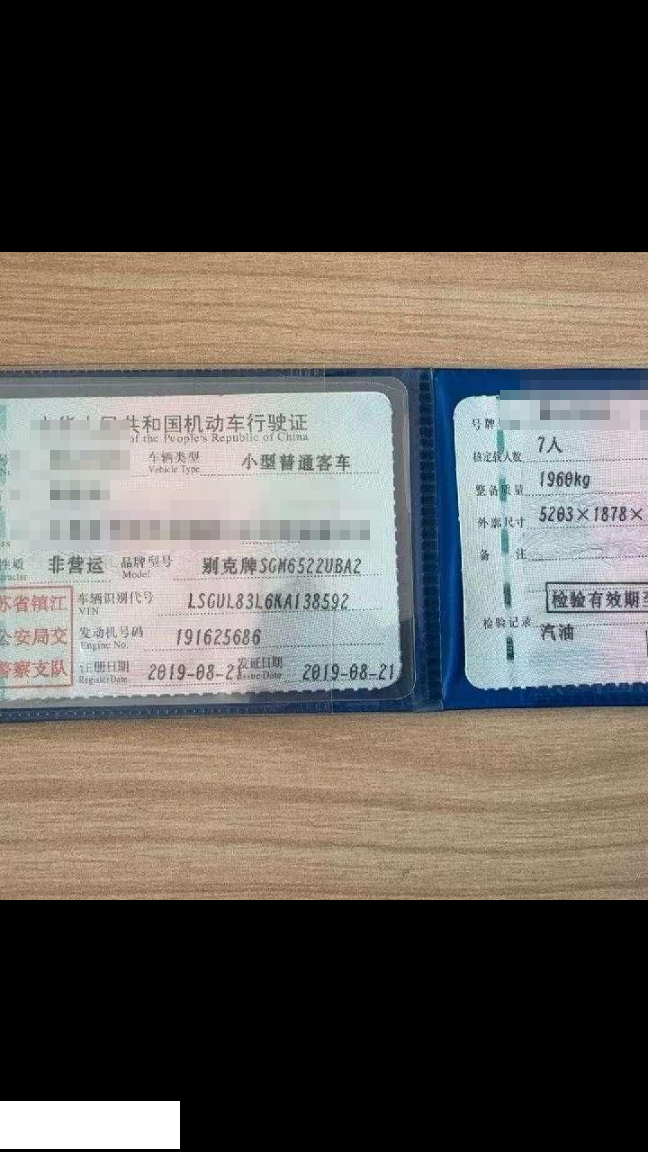 共和国机动车行驶证
of the People's Republic of China
车辆类型 小型普通客车
Vehicle Type
性质 非营运 品牌型号 别克牌SGM6522UBA2
Model
苏省镇江
公安局交
警察支队
车辆识别代号 LSGUL83L6KA138592
VIN
发动机号码 191625686
Engine No.
注册日期 2019-08-21 发证日期 2019-08-21
Register Date Issue Date
号牌
核定载人数 7人
整备质量 1960kg
外廓尺寸 5203×1878×
备 注
检验有效期至
检验记录 汽油